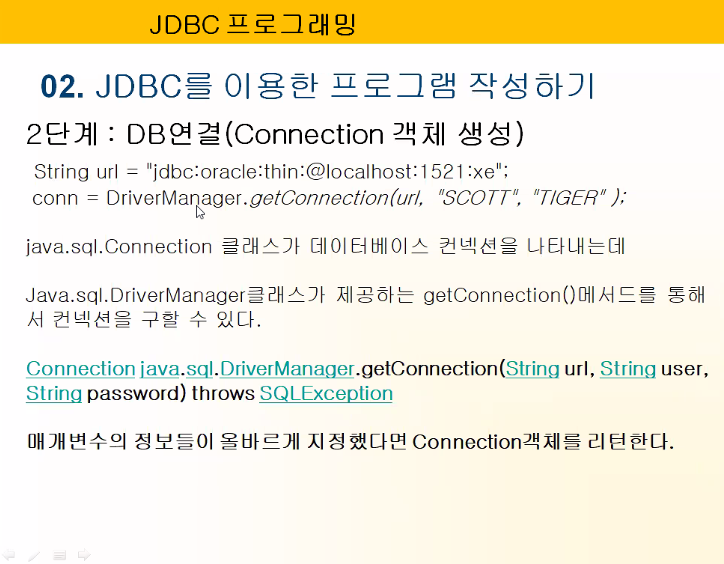 JDBC 프로그래밍
02. JDBC를 이용한 프로그램 작성하기
2단계 : DB연결(Connection 객체 생성)
String url = "jdbc:oracle:thin:@localhost:1521:xe";
conn = DriverManager.getConnection(url, "SCOTT", "TIGER" );
java.sql.Connection 클래스가 데이터베이스 컨넥션을 나타내는데
Java.sql.DriverManager클래스가 제공하는 getConnection()메서드를 통해
서 컨넥션을 구할 수 있다.
Connection java.sql.DriverManager.getConnection(String url, String user,
String password) throws SQLException
매개변수의 정보들이 올바르게 지정했다면 Connection객체를 리턴한다.